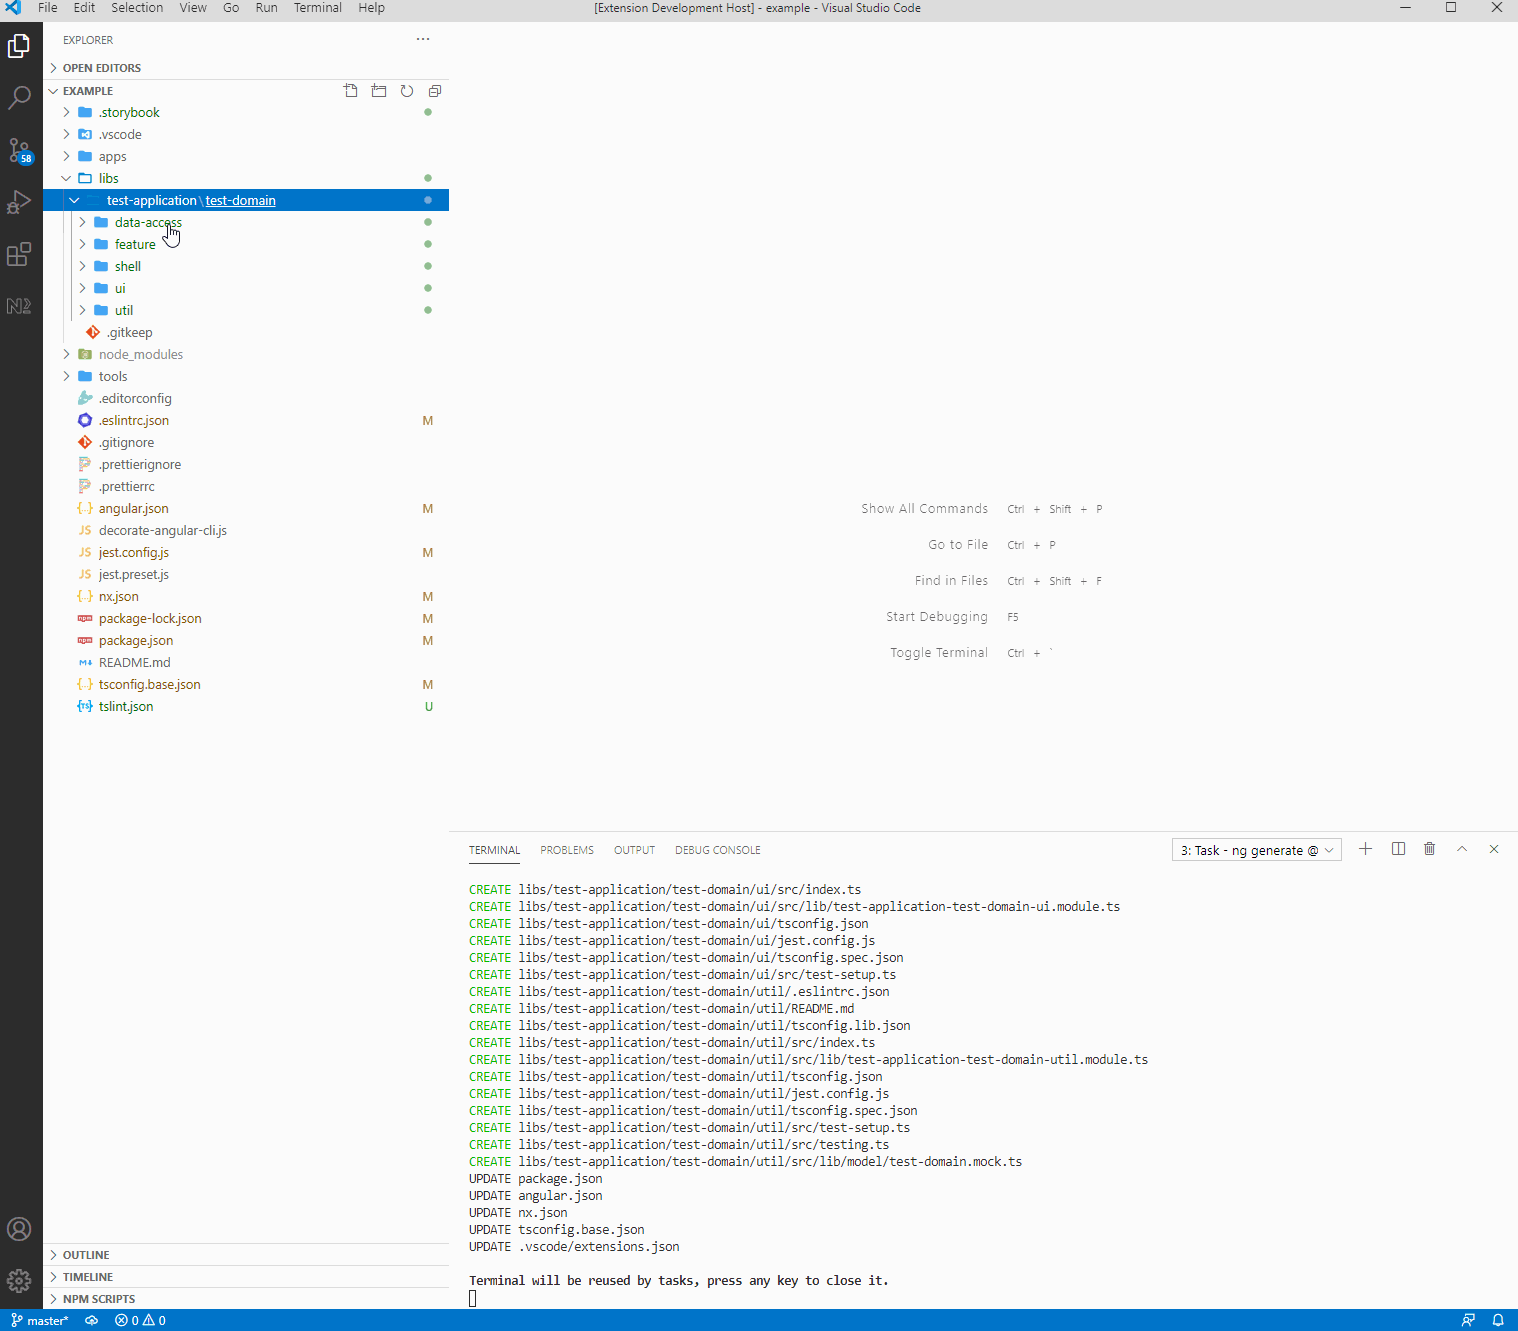 File Edit Selection View Go Run Terminal Help [Extension Development Host] - example - Visual Studio Code
EXPLORER ...
OPEN EDITORS
EXAMPLE
.storybook
.vscode
apps
libs
test-application\test-domain
data-access
feature
shell
ui
util
.gitkeep
node_modules
tools
.editorconfig
.eslintrc.json M
.gitignore
.prettierignore
.prettierrc
angular.json M
decorate-angular-cli.js
jest.config.js M
jest.preset.js
nx.json M
package-lock.json M
package.json M
README.md
tsconfig.base.json M
tslint.json U
58
OUTLINE
TIMELINE
NPM SCRIPTS
Show All Commands Ctrl + Shift + P
Go to File Ctrl + P
Find in Files Ctrl + Shift + F
Start Debugging F5
Toggle Terminal Ctrl + `
TERMINAL PROBLEMS OUTPUT DEBUG CONSOLE 3: Task - ng generate @
CREATE libs/test-application/test-domain/ui/src/index.ts
CREATE libs/test-application/test-domain/ui/src/lib/test-application-test-domain-ui.module.ts
CREATE libs/test-application/test-domain/ui/tsconfig.json
CREATE libs/test-application/test-domain/ui/jest.config.js
CREATE libs/test-application/test-domain/ui/tsconfig.spec.json
CREATE libs/test-application/test-domain/ui/src/test-setup.ts
CREATE libs/test-application/test-domain/util/.eslintrc.json
CREATE libs/test-application/test-domain/util/README.md
CREATE libs/test-application/test-domain/util/tsconfig.lib.json
CREATE libs/test-application/test-domain/util/src/index.ts
CREATE libs/test-application/test-domain/util/src/lib/test-application-test-domain-util.module.ts
CREATE libs/test-application/test-domain/util/tsconfig.json
CREATE libs/test-application/test-domain/util/jest.config.js
CREATE libs/test-application/test-domain/util/tsconfig.spec.json
CREATE libs/test-application/test-domain/util/src/test-setup.ts
CREATE libs/test-application/test-domain/util/src/testing.ts
CREATE libs/test-application/test-domain/util/src/lib/model/test-domain.mock.ts
UPDATE package.json
UPDATE angular.json
UPDATE nx.json
UPDATE tsconfig.base.json
UPDATE .vscode/extensions.json
Terminal will be reused by tasks, press any key to close it.
master* 0 0